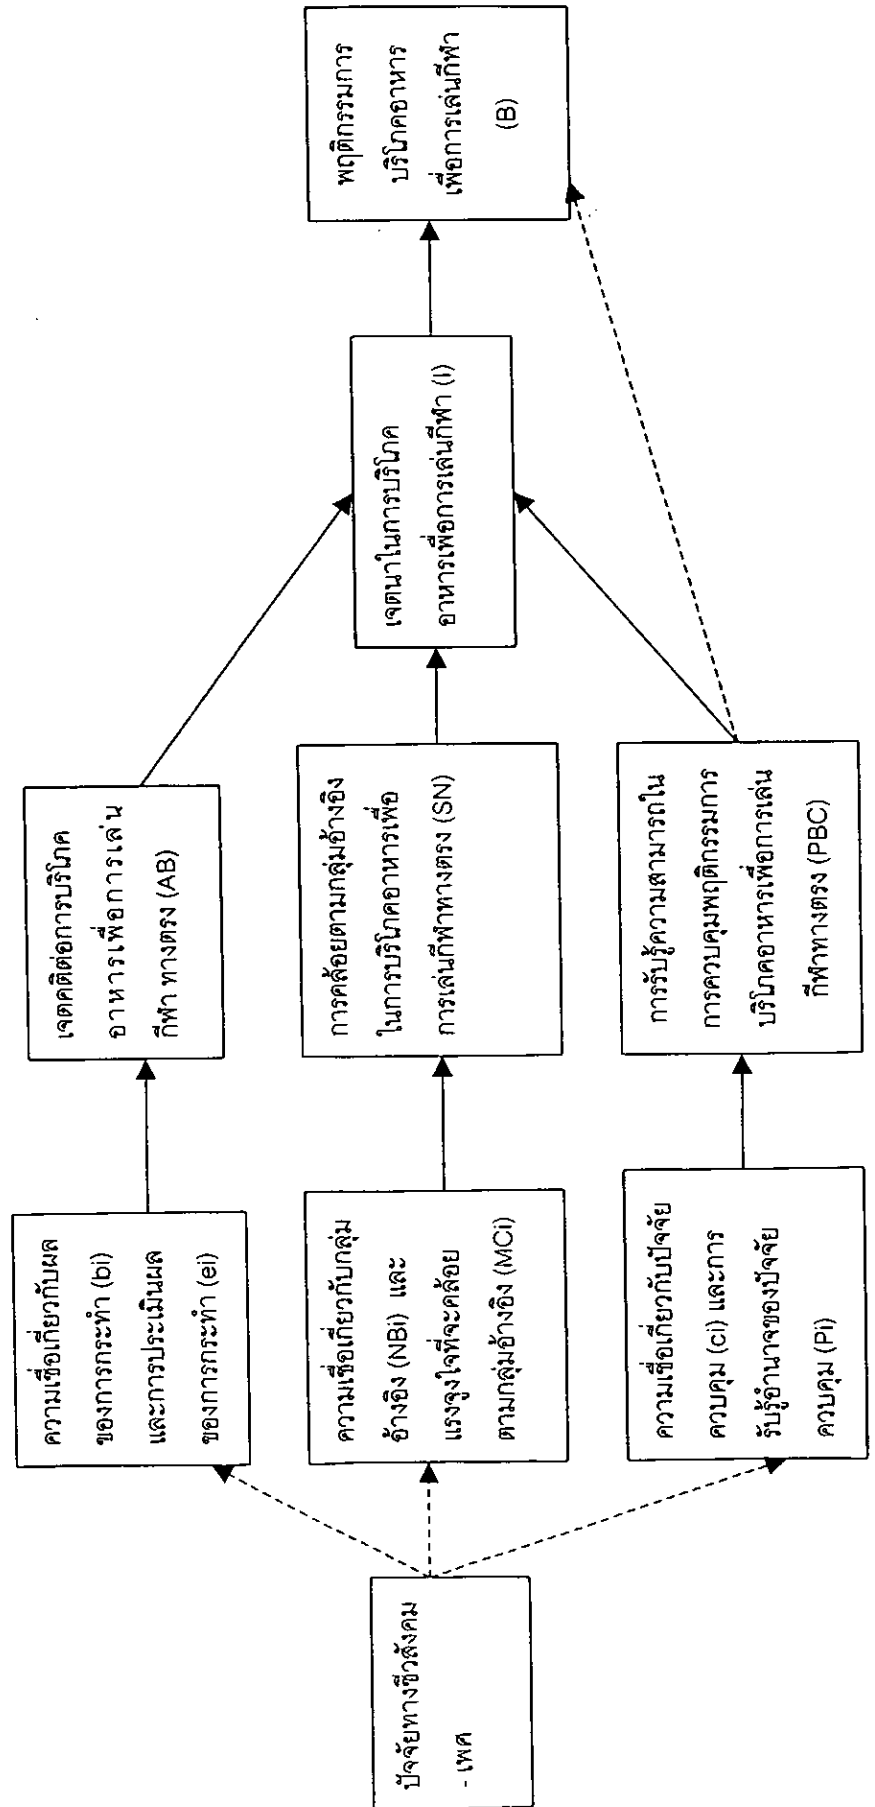 ปัจจัยทางชีวสังคม
- เพศ
ความเชื่อเกี่ยวกับผล
ของการกระทำ (bi)
และการประเมินผล
ของการกระทำ (ei)
ความเชื่อเกี่ยวกับกลุ่ม
อ้างอิง (NBi) และ
แรงจูงใจที่จะคล้อย
ตามกลุ่มอ้างอิง (MCi)
ความเชื่อเกี่ยวกับปัจจัย
ควบคุม (ci) และการ
รับรู้อำนาจของปัจจัย
ควบคุม (Pi)
เจตคติต่อการบริโภค
อาหารเพื่อการเล่น
กีฬา ทางตรง (AB)
การคล้อยตามกลุ่มอ้างอิง
ในการบริโภคอาหารเพื่อ
การเล่นกีฬาทางตรง (SN)
การรับรู้ความสามารถใน
การควบคุมพฤติกรรมการ
บริโภคอาหารเพื่อการเล่น
กีฬาทางตรง (PBC)
เจตนาในการบริโภค
อาหารเพื่อการเล่นกีฬา (I)
พฤติกรรมการ
บริโภคอาหาร
เพื่อการเล่นกีฬา
(B)